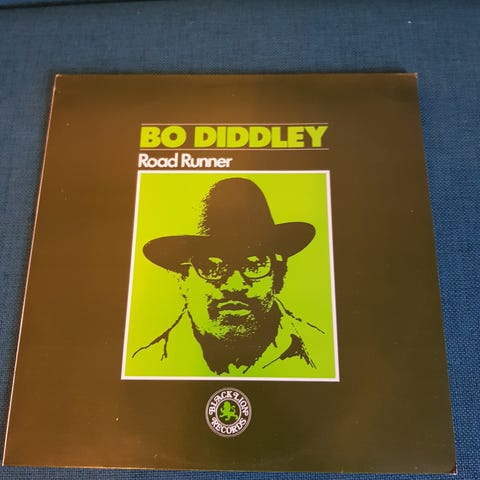 BO DIDDLEY
Road Runner
BLACK LION
RECORDS